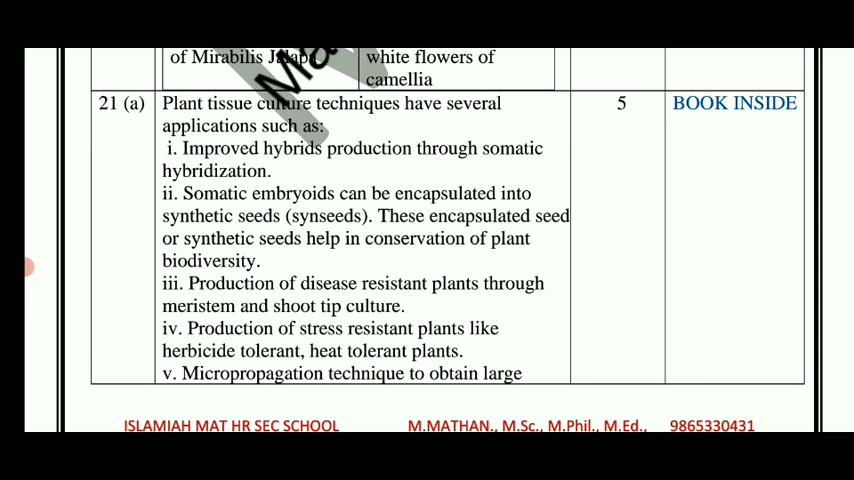 of Mirabilis Jalapa
white flowers of
camellia
21 (a)
Plant tissue culture techniques have several
applications such as:
i. Improved hybrids production through somatic
hybridization.
ii. Somatic embryoids can be encapsulated into
synthetic seeds (synseeds). These encapsulated seed
or synthetic seeds help in conservation of plant
biodiversity.
iii. Production of disease resistant plants through
meristem and shoot tip culture.
iv. Production of stress resistant plants like
herbicide tolerant, heat tolerant plants.
v. Micropropagation technique to obtain large
5
BOOK INSIDE
ISLAMIAH MAT HR SEC SCHOOL M.MATHAN., M.Sc., M.Phil., M.Ed., 9865330431